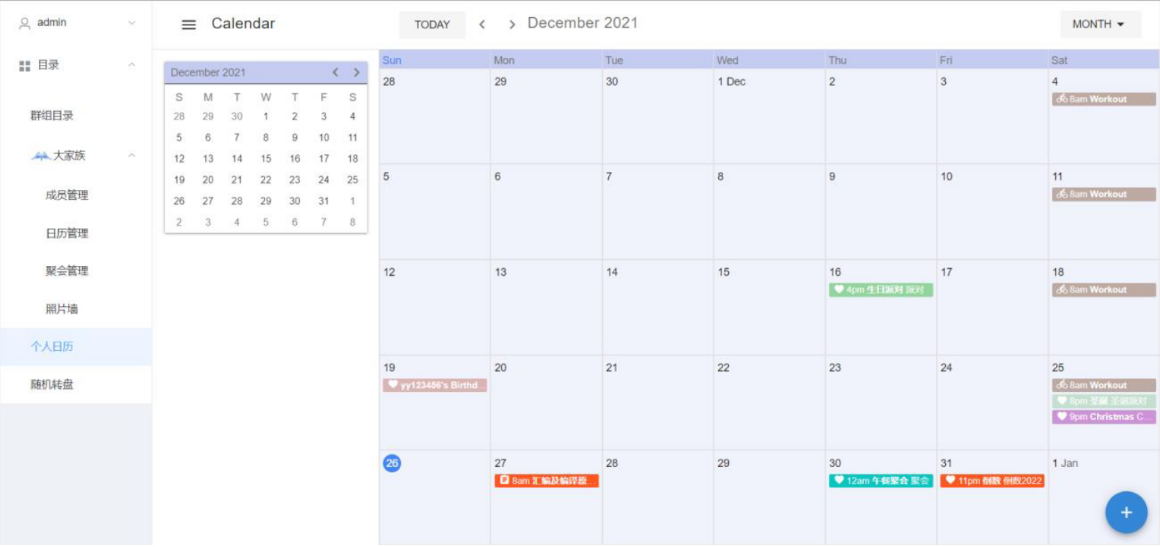 admin
目录
群组目录
大家族
成员管理
日历管理
聚会管理
照片墙
个人日历
随机转盘
Calendar
TODAY
December 2021
MONTH
December 2021
S M T W T F S
28 29 30 1 2 3 4
5 6 7 8 9 10 11
12 13 14 15 16 17 18
19 20 21 22 23 24 25
26 27 28 29 30 31 1
2 3 4 5 6 7 8
Sun Mon Tue Wed Thu Fri Sat
28 29 30 1 Dec 2 3 4
8am Workout
5 6 7 8 9 10 11
8am Workout
12 13 14 15 16 17 18
4pm 生日派对 派对 8am Workout
19 20 21 22 23 24 25
yy123456's Birthd... 8am Workout
8pm 圣诞 圣诞派对
9pm Christmas C...
26 27 28 29 30 31 1 Jan
8am 汇编及编译原... 12am 午餐聚会 聚会 11pm 倒数 倒数2022